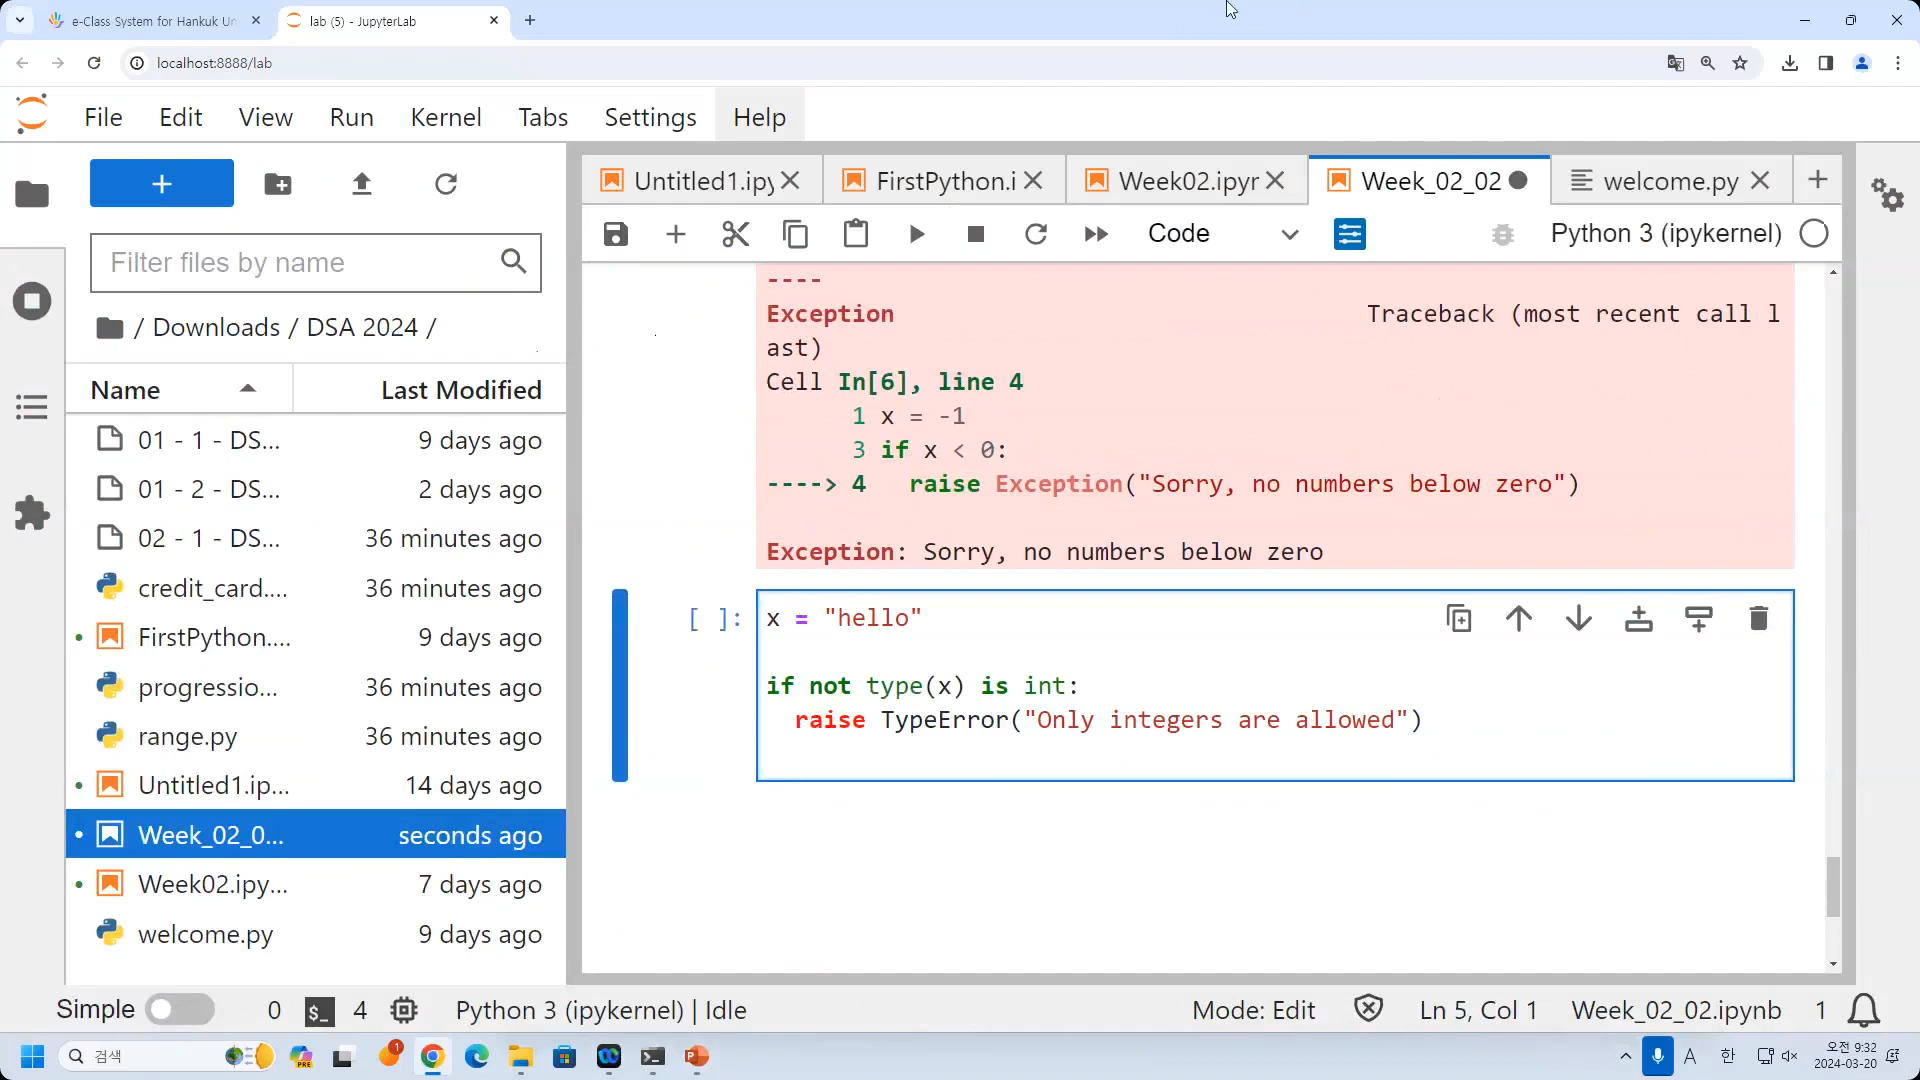 e-Class System for Hankuk Un
lab (5) - JupyterLab
localhost:8888/lab
File Edit View Run Kernel Tabs Settings Help
Filter files by name
/ Downloads / DSA 2024 /
Name Last Modified
01 - 1 - DS... 9 days ago
01 - 2 - DS... 2 days ago
02 - 1 - DS... 36 minutes ago
credit_card.... 36 minutes ago
FirstPython.... 9 days ago
progressio... 36 minutes ago
range.py 36 minutes ago
Untitled1.ip... 14 days ago
Week_02_0... seconds ago
Week02.ipy... 7 days ago
welcome.py 9 days ago
Untitled1.ipy FirstPython.i Week02.ipyr Week_02_02 welcome.py
Code Python 3 (ipykernel)
----
Exception Traceback (most recent call l
ast)
Cell In[6], line 4
1 x = -1
3 if x < 0:
----> 4 raise Exception("Sorry, no numbers below zero")
Exception: Sorry, no numbers below zero
[ ]: x = "hello"
if not type(x) is int:
raise TypeError("Only integers are allowed")
Simple 0 $_ 4 Python 3 (ipykernel) | Idle Mode: Edit Ln 5, Col 1 Week_02_02.ipynb 1
검색 PRE 1 A 한 오전 9:32
2024-03-20